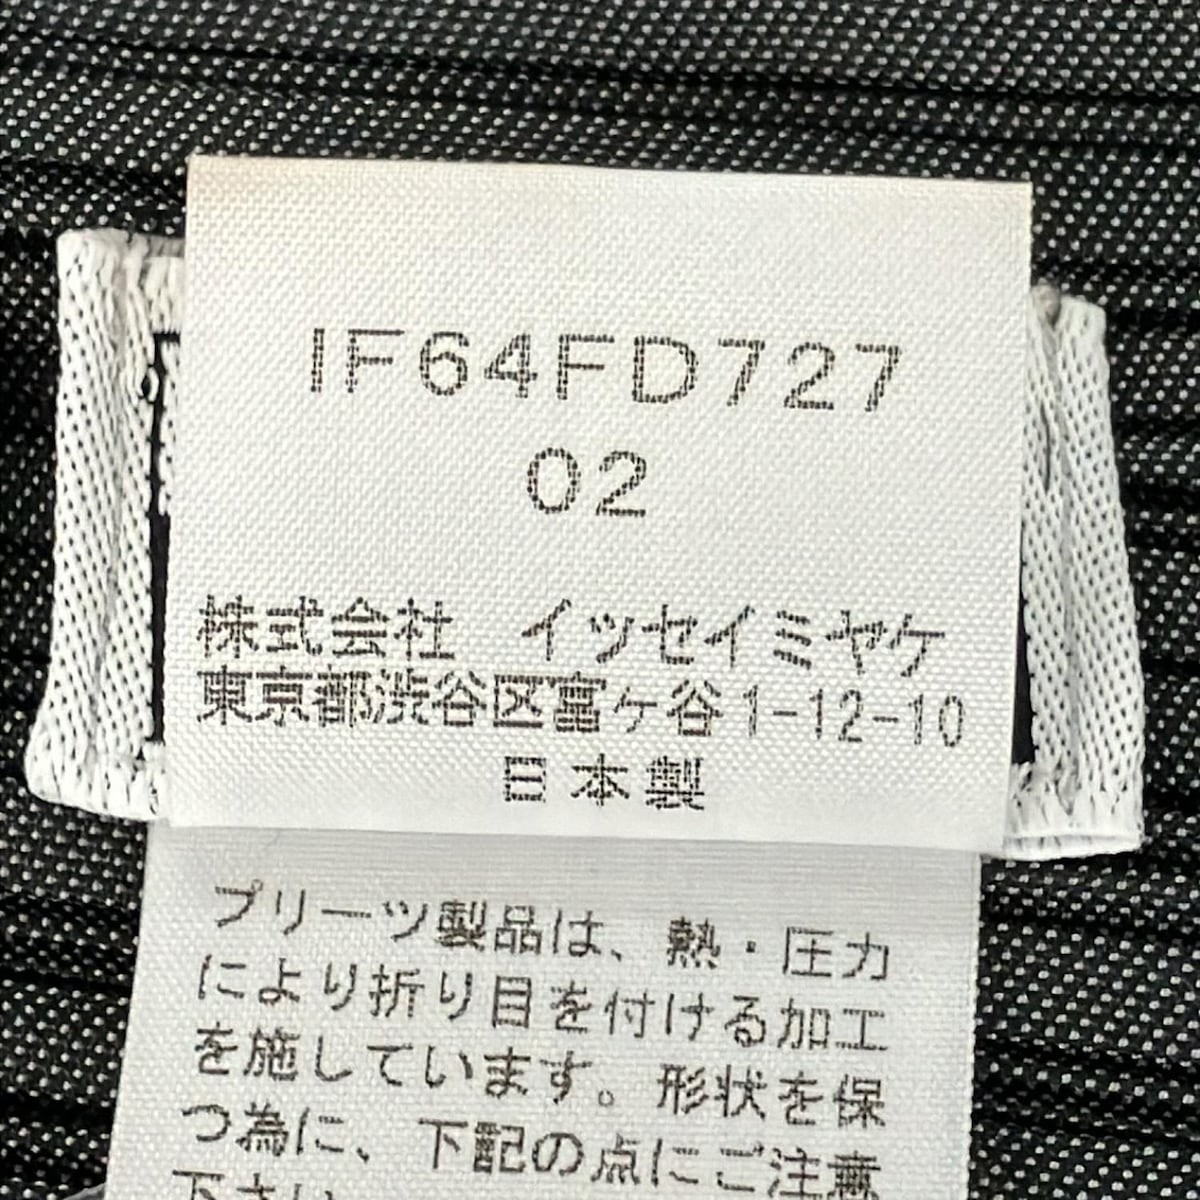 IF64FD727
02
株式会社 イッセイミヤケ
東京都渋谷区富ケ谷1-12-10
日本製
プリーツ製品は、熱・圧力
により折り目を付ける加工
を施しています。形状を保
つ為に、下記の点にご注意
下さい